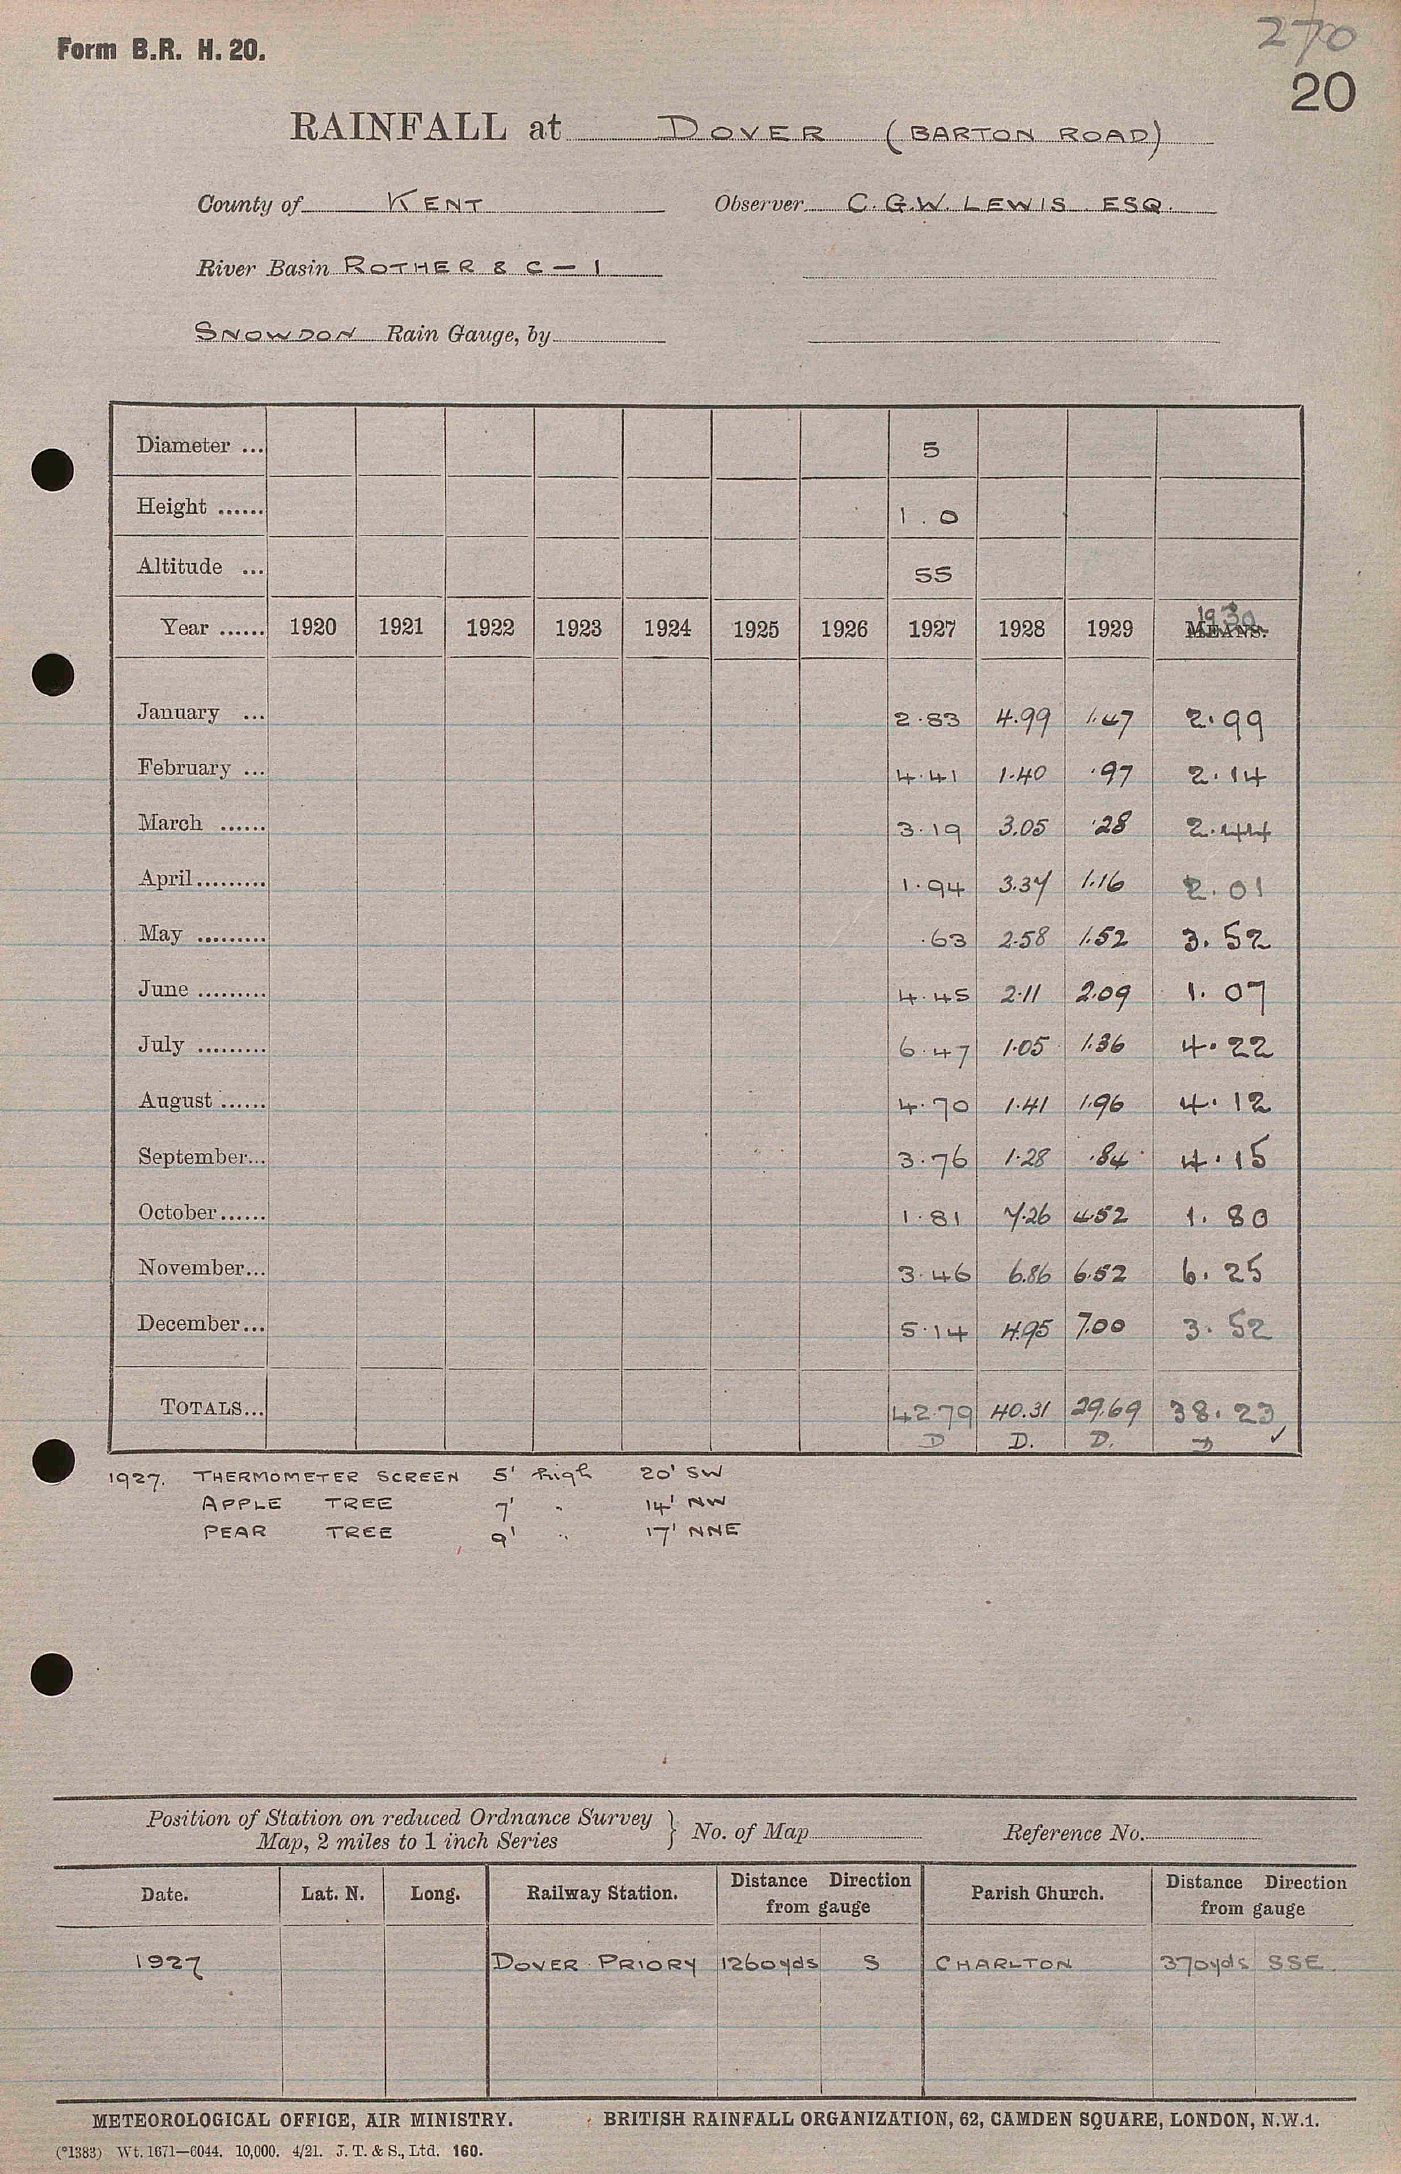 270
Form B.R. H. 20.
20
RAINFALL at DOVER (BARTON ROAD)
County of KENT Observer C. G. W. LEWIS ESQ.
River Basin ROTHER & C — 1
SNOWDON Rain Gauge, by
Diameter ... 5
Height ...... 1.0
Altitude ... 55
Year ...... 1920 1921 1922 1923 1924 1925 1926 1927 1928 1929 MEANS. 1930
January ... 2.83 4.99 1.47 2.99
February ... 4.41 1.40 .97 2.14
March ...... 3.19 3.05 .28 2.44
April......... 1.94 3.37 1.16 2.01
May ......... .63 2.58 1.52 3.52
June ......... 4.45 2.11 2.09 1.07
July ......... 6.47 1.05 1.36 4.22
August ...... 4.70 1.41 1.96 4.12
September... 3.76 1.28 .84 4.15
October...... 1.81 7.26 4.52 1.80
November... 3.46 6.86 6.52 6.25
December... 5.14 4.95 7.00 3.52
TOTALS... 42.79 40.31 29.69 38.23
D D. D. D ✓
1927. THERMOMETER SCREEN 5' high 20' SW
APPLE TREE 7' " 14' NW
PEAR TREE 9' " 17' NNE
Position of Station on reduced Ordnance Survey
Map, 2 miles to 1 inch Series } No. of Map Reference No.
Date. Lat. N. Long. Railway Station. Distance Direction from gauge Parish Church. Distance Direction from gauge
1927 DOVER PRIORY 1260yds S CHARLTON 370yds SSE.
METEOROLOGICAL OFFICE, AIR MINISTRY. BRITISH RAINFALL ORGANIZATION, 62, CAMDEN SQUARE, LONDON, N.W.1.
(*1383) Wt. 1671—6044. 10,000. 4/21. J. T. & S., Ltd. 160.